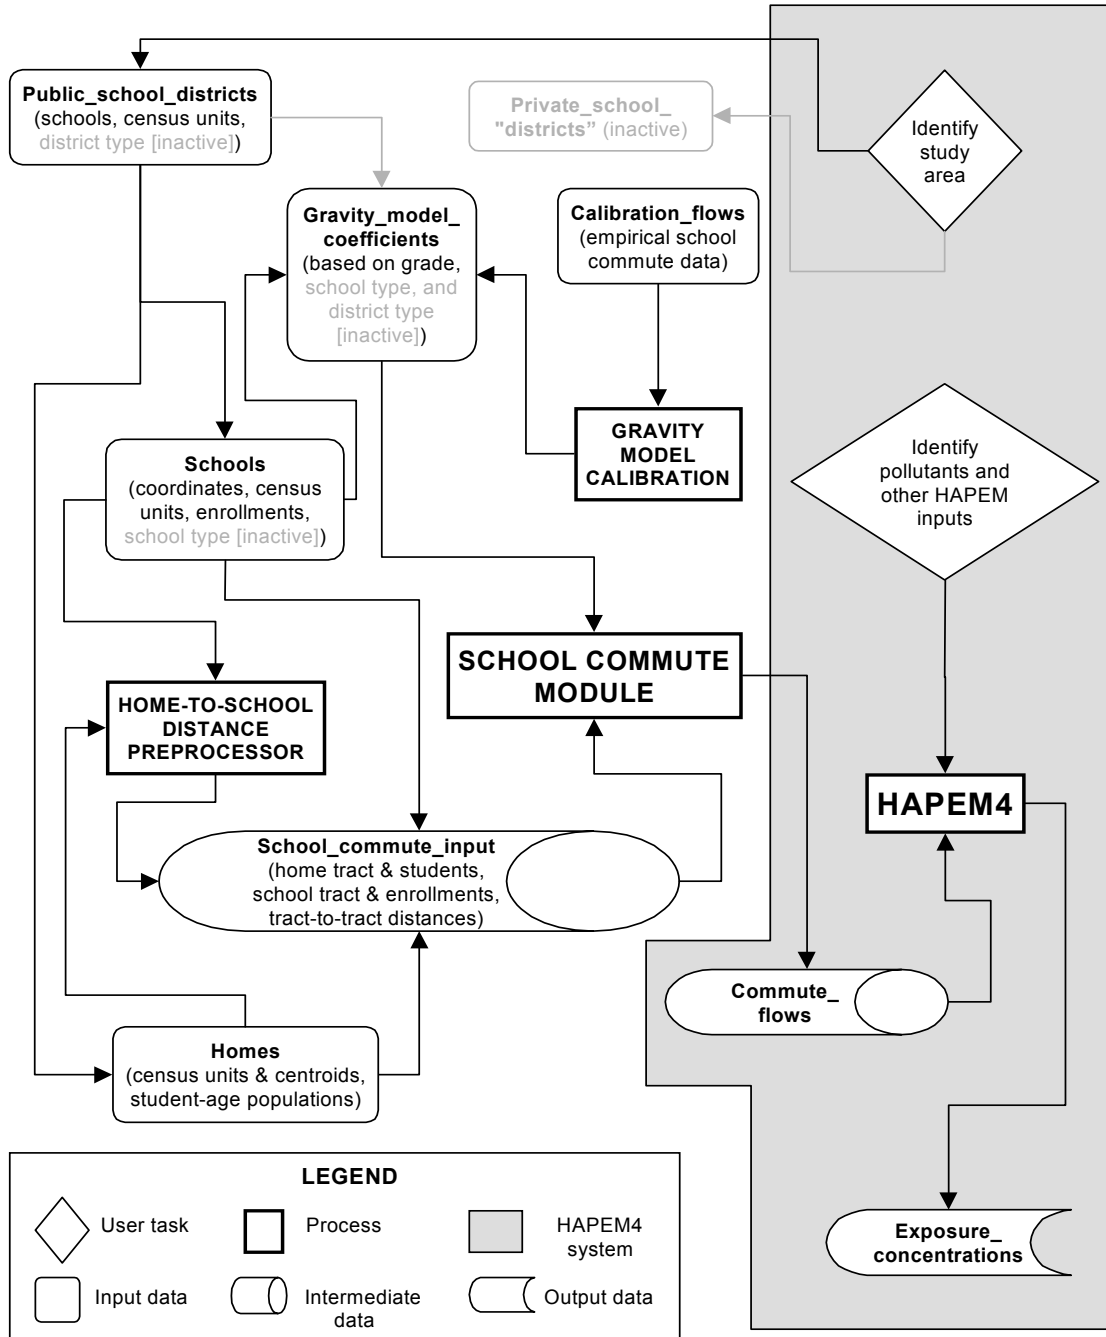 Public_school_districts
(schools, census units,
district type [inactive])
Private_school_
"districts” (inactive)
Identify
study
area
Gravity_model_
coefficients
(based on grade,
school type, and
district type
[inactive])
Calibration_flows
(empirical school
commute data)
GRAVITY
MODEL
CALIBRATION
Identify
pollutants and
other HAPEM
inputs
Schools
(coordinates, census
units, enrollments,
school type [inactive])
SCHOOL COMMUTE
MODULE
HOME-TO-SCHOOL
DISTANCE
PREPROCESSOR
HAPEM4
School_commute_input
(home tract & students,
school tract & enrollments,
tract-to-tract distances)
Commute_
flows
Homes
(census units & centroids,
student-age populations)
Exposure_
concentrations
LEGEND
User task
Process
HAPEM4
system
Input data
Intermediate
data
Output data